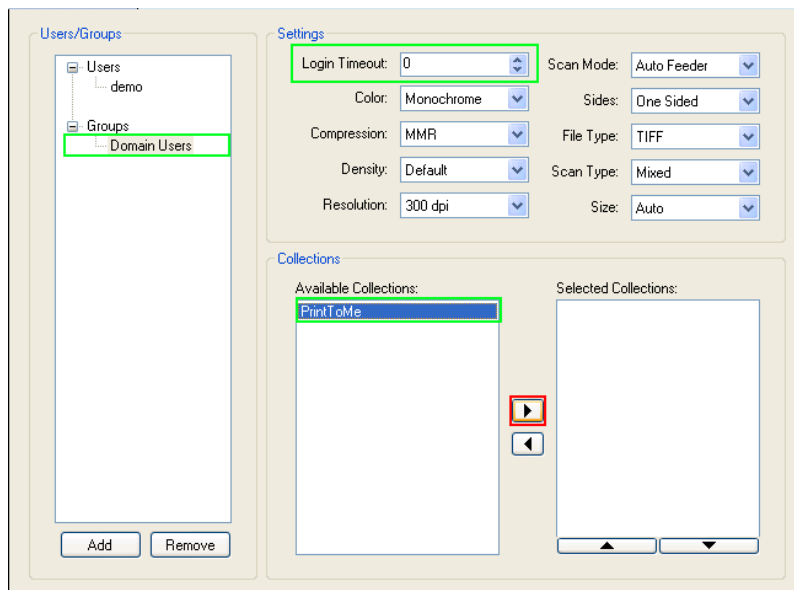 Users/Groups
Users
demo
Groups
Domain Users
Add
Remove
Settings
Login Timeout: 0
Scan Mode: Auto Feeder
Color: Monochrome
Sides: One Sided
Compression: MMR
File Type: TIFF
Density: Default
Scan Type: Mixed
Resolution: 300 dpi
Size: Auto
Collections
Available Collections:
PrintToMe
Selected Collections: